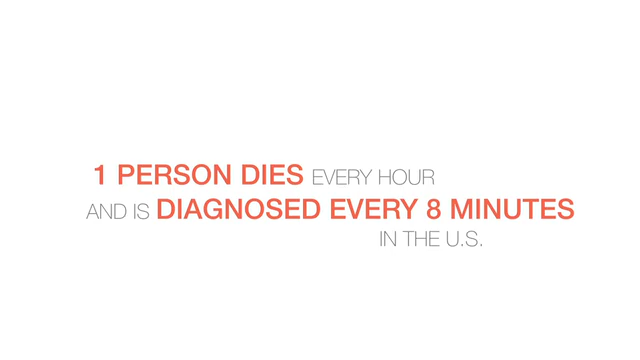 1 PERSON DIES EVERY HOUR
AND IS DIAGNOSED EVERY 8 MINUTES
IN THE U.S.